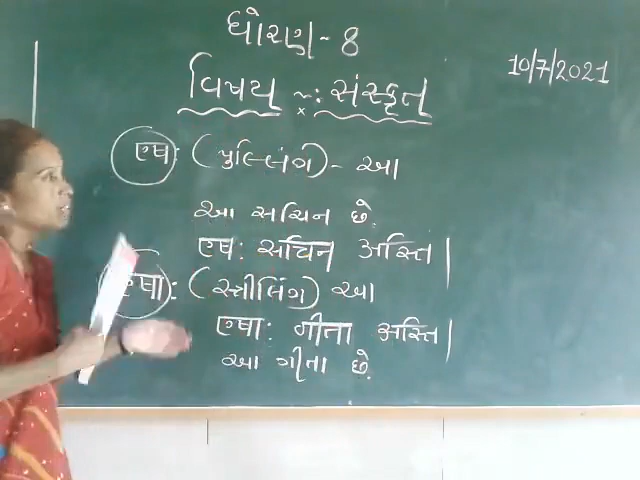 ધોરણ - 8
10/7/2021
વિષય ~: સંસ્કૃત
एष: (પુલ્લિંગ) - આ
આ સચિન છે.
एष: सचिन अस्ति |
एषा: (સ્ત્રીલિંગ) આ
एषा: गीता अस्ति |
આ ગીતા છે.